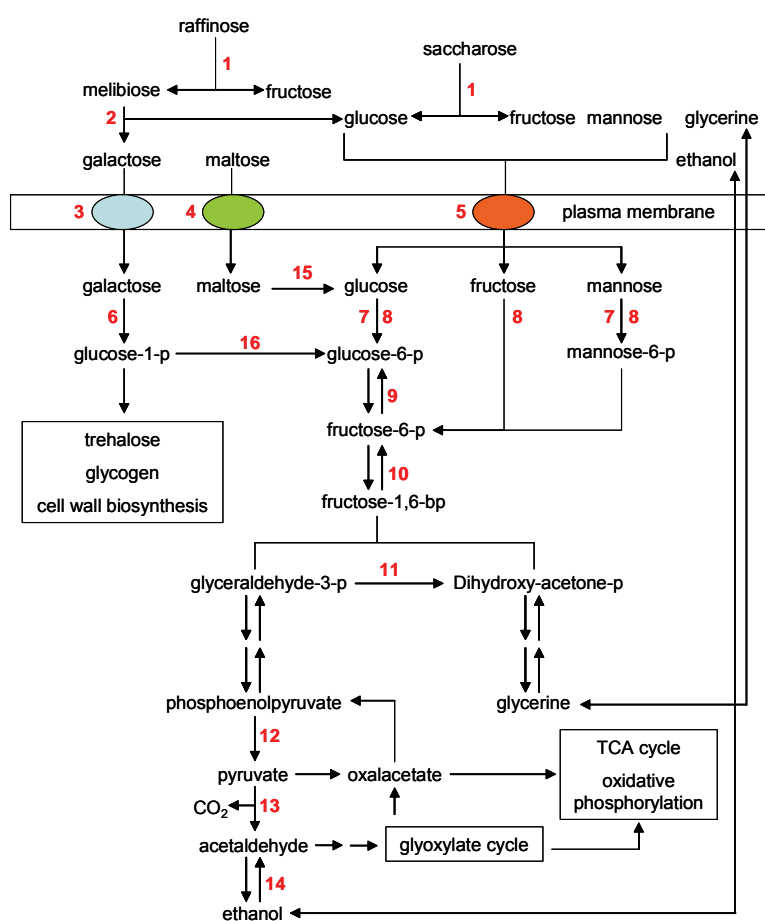 raffinose
saccharose
1
1
melibiose
fructose
2
glucose
fructose
mannose
glycerine
galactose
maltose
ethanol
3
4
5
plasma membrane
15
galactose
maltose
glucose
fructose
mannose
6
7 8
8
7 8
16
glucose-1-p
glucose-6-p
mannose-6-p
9
trehalose
glycogen
cell wall biosynthesis
fructose-6-p
10
fructose-1,6-bp
11
glyceraldehyde-3-p
Dihydroxy-acetone-p
phosphoenolpyruvate
glycerine
12
TCA cycle
oxidative
phosphorylation
pyruvate
oxalacetate
CO2
13
acetaldehyde
glyoxylate cycle
14
ethanol